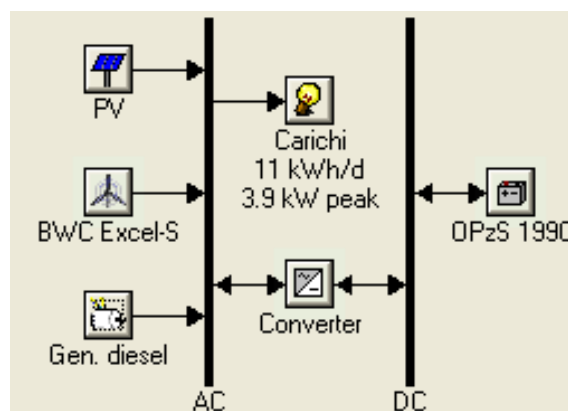 PV
Carichi
11 kWh/d
3.9 kW peak
BWC Excel-S
OPzS 1990
Converter
Gen. diesel
AC
DC